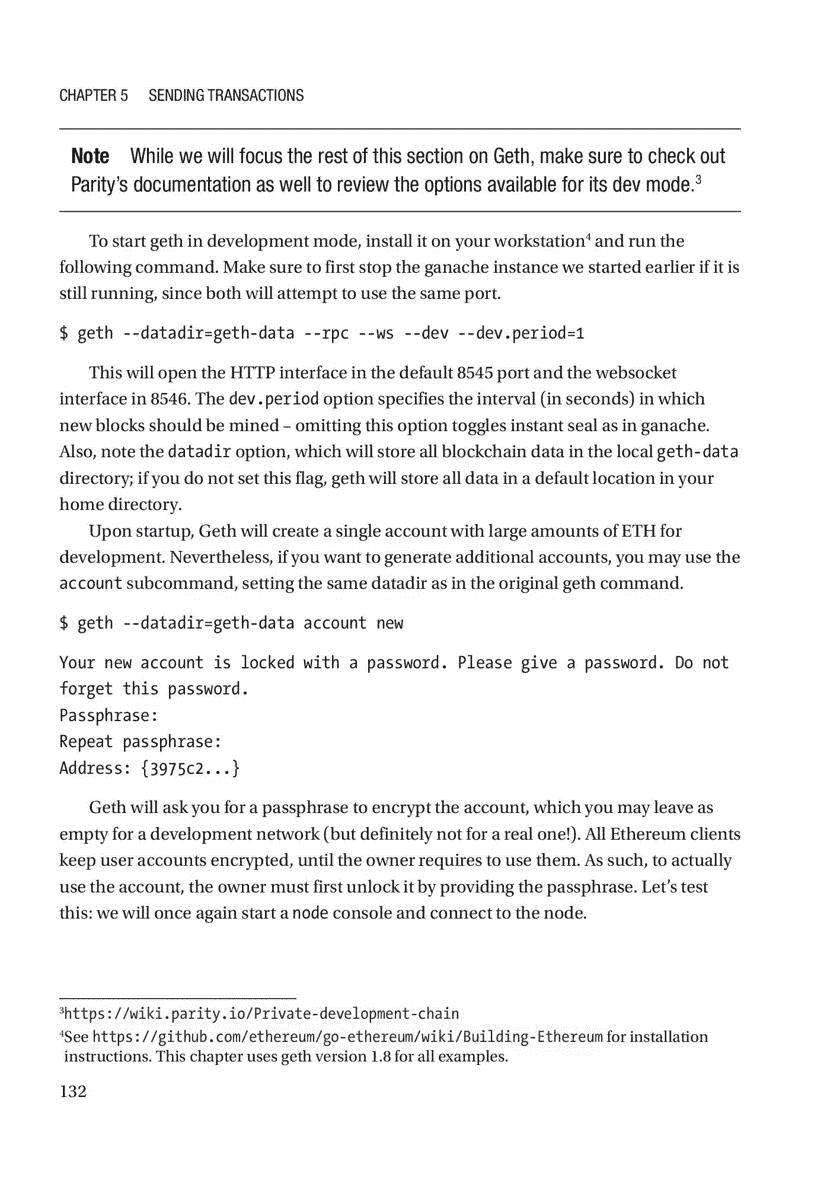 CHAPTER 5 SENDING TRANSACTIONS
Note While we will focus the rest of this section on Geth, make sure to check out
Parity’s documentation as well to review the options available for its dev mode.³
To start geth in development mode, install it on your workstation⁴ and run the
following command. Make sure to first stop the ganache instance we started earlier if it is
still running, since both will attempt to use the same port.
$ geth --datadir=geth-data --rpc --ws --dev --dev.period=1
This will open the HTTP interface in the default 8545 port and the websocket
interface in 8546. The dev.period option specifies the interval (in seconds) in which
new blocks should be mined – omitting this option toggles instant seal as in ganache.
Also, note the datadir option, which will store all blockchain data in the local geth-data
directory; if you do not set this flag, geth will store all data in a default location in your
home directory.
Upon startup, Geth will create a single account with large amounts of ETH for
development. Nevertheless, if you want to generate additional accounts, you may use the
account subcommand, setting the same datadir as in the original geth command.
$ geth --datadir=geth-data account new
Your new account is locked with a password. Please give a password. Do not
forget this password.
Passphrase:
Repeat passphrase:
Address: {3975c2...}
Geth will ask you for a passphrase to encrypt the account, which you may leave as
empty for a development network (but definitely not for a real one!). All Ethereum clients
keep user accounts encrypted, until the owner requires to use them. As such, to actually
use the account, the owner must first unlock it by providing the passphrase. Let’s test
this: we will once again start a node console and connect to the node.
³https://wiki.parity.io/Private-development-chain
⁴See https://github.com/ethereum/go-ethereum/wiki/Building-Ethereum for installation
instructions. This chapter uses geth version 1.8 for all examples.
132